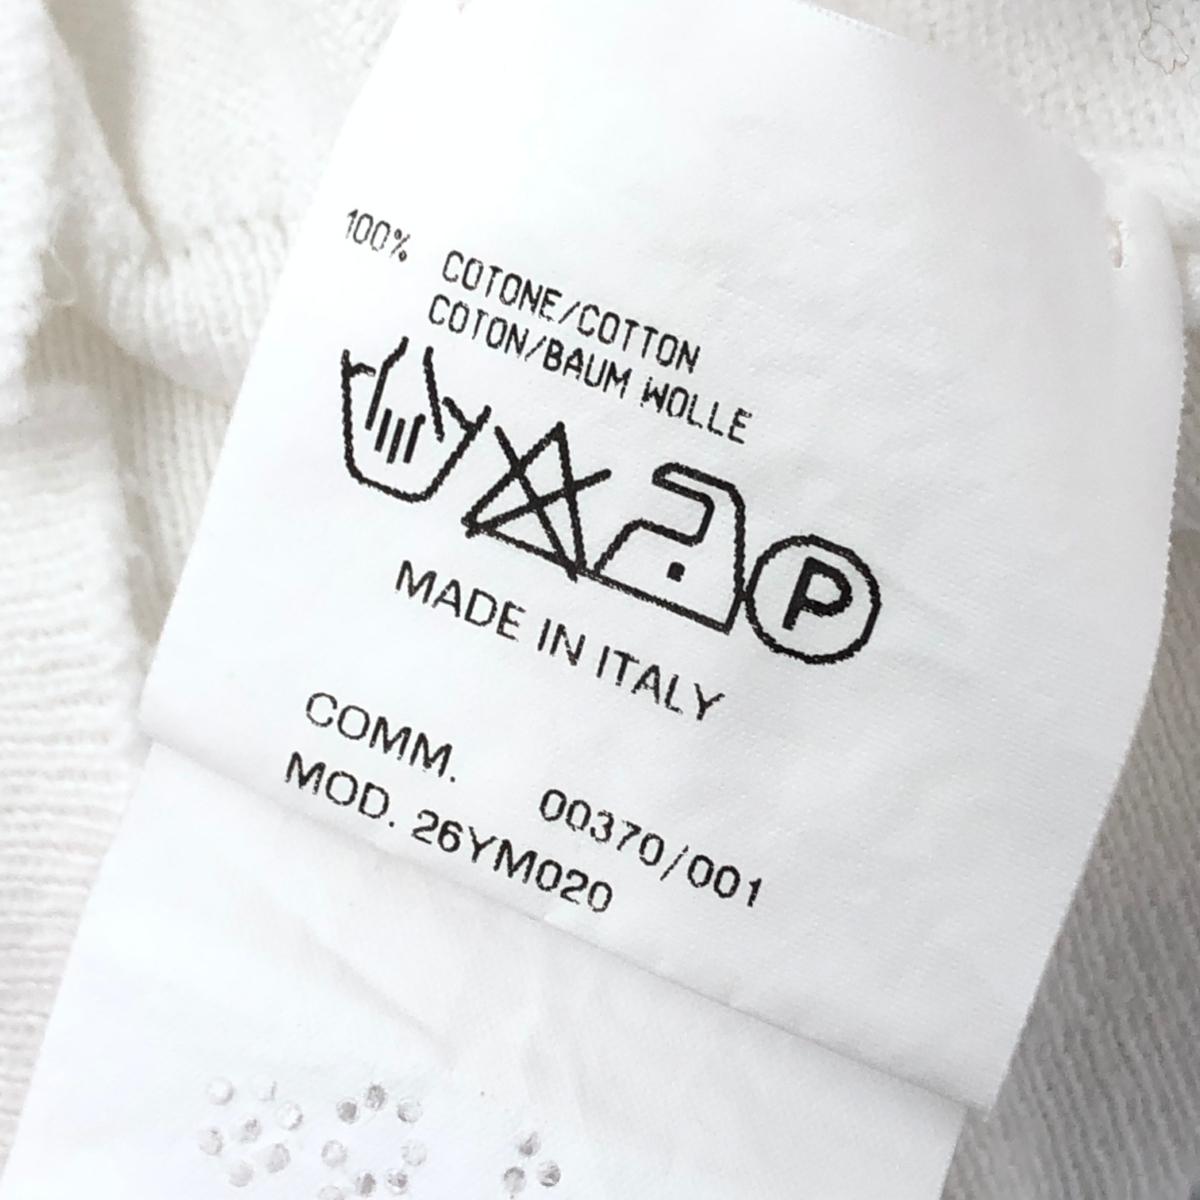 100% COTONE/COTTON
COTON/BAUM WOLLE
P
MADE IN ITALY
COMM. 00370/001
MOD. 26YM020